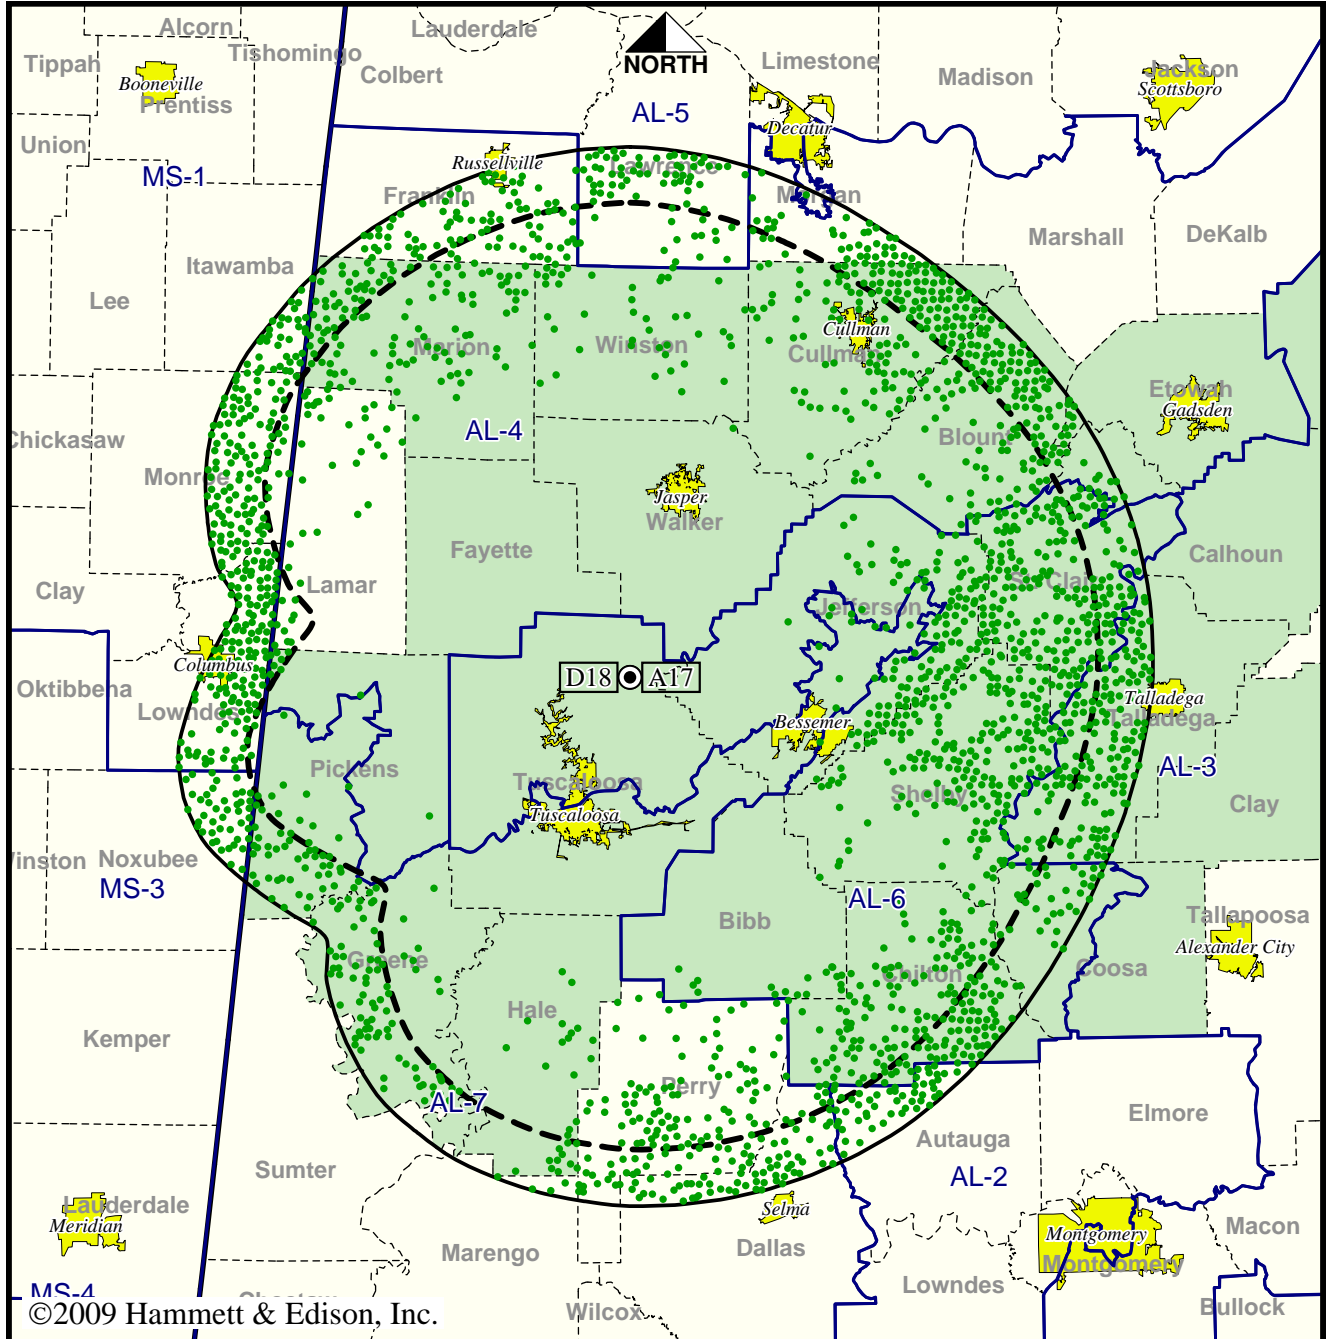 Alcorn
Lauderdale
Tishomingo
Tippah
Colbert
NORTH
Limestone
Madison
Jackson
Scottsboro
Booneville
Prentiss
AL-5
Decatur
Union
Russellville
Lawrence
MS-1
Franklin
Morgan
Marshall
DeKalb
Itawamba
Lee
Cullman
Marion
Winston
Cullman
Etowah
Gadsden
AL-4
Blount
Chickasaw
Monroe
Jasper
Walker
Fayette
Calhoun
Clay
Lamar
St. Clair
Jefferson
Columbus
D18
A17
Oktibbena
Lowndes
Talladega
Talladega
Bessemer
AL-3
Pickens
Tuscaloosa
Tuscaloosa
Shelby
Clay
Winston
Noxubee
MS-3
AL-6
Bibb
Tallapoosa
Alexander City
Greene
Chilton
Coosa
Hale
Kemper
Perry
AL-7
Elmore
Autauga
Sumter
AL-2
Lauderdale
Meridian
Selma
Dallas
Montgomery
Montgomery
Macon
Marengo
Lowndes
MS-4
Choctaw
Wilcox
Bullock
©2009 Hammett & Edison, Inc.